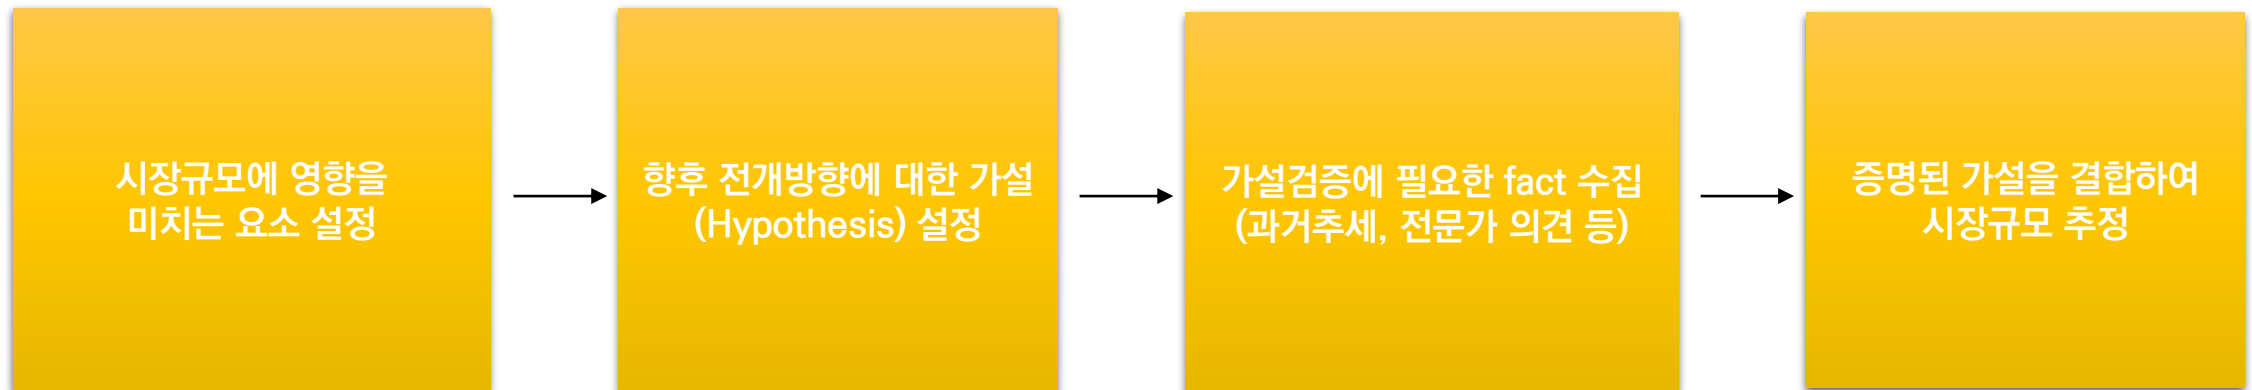 시장규모에 영향을
미치는 요소 설정
향후 전개방향에 대한 가설
(Hypothesis) 설정
가설검증에 필요한 fact 수집
(과거추세, 전문가 의견 등)
증명된 가설을 결합하여
시장규모 추정